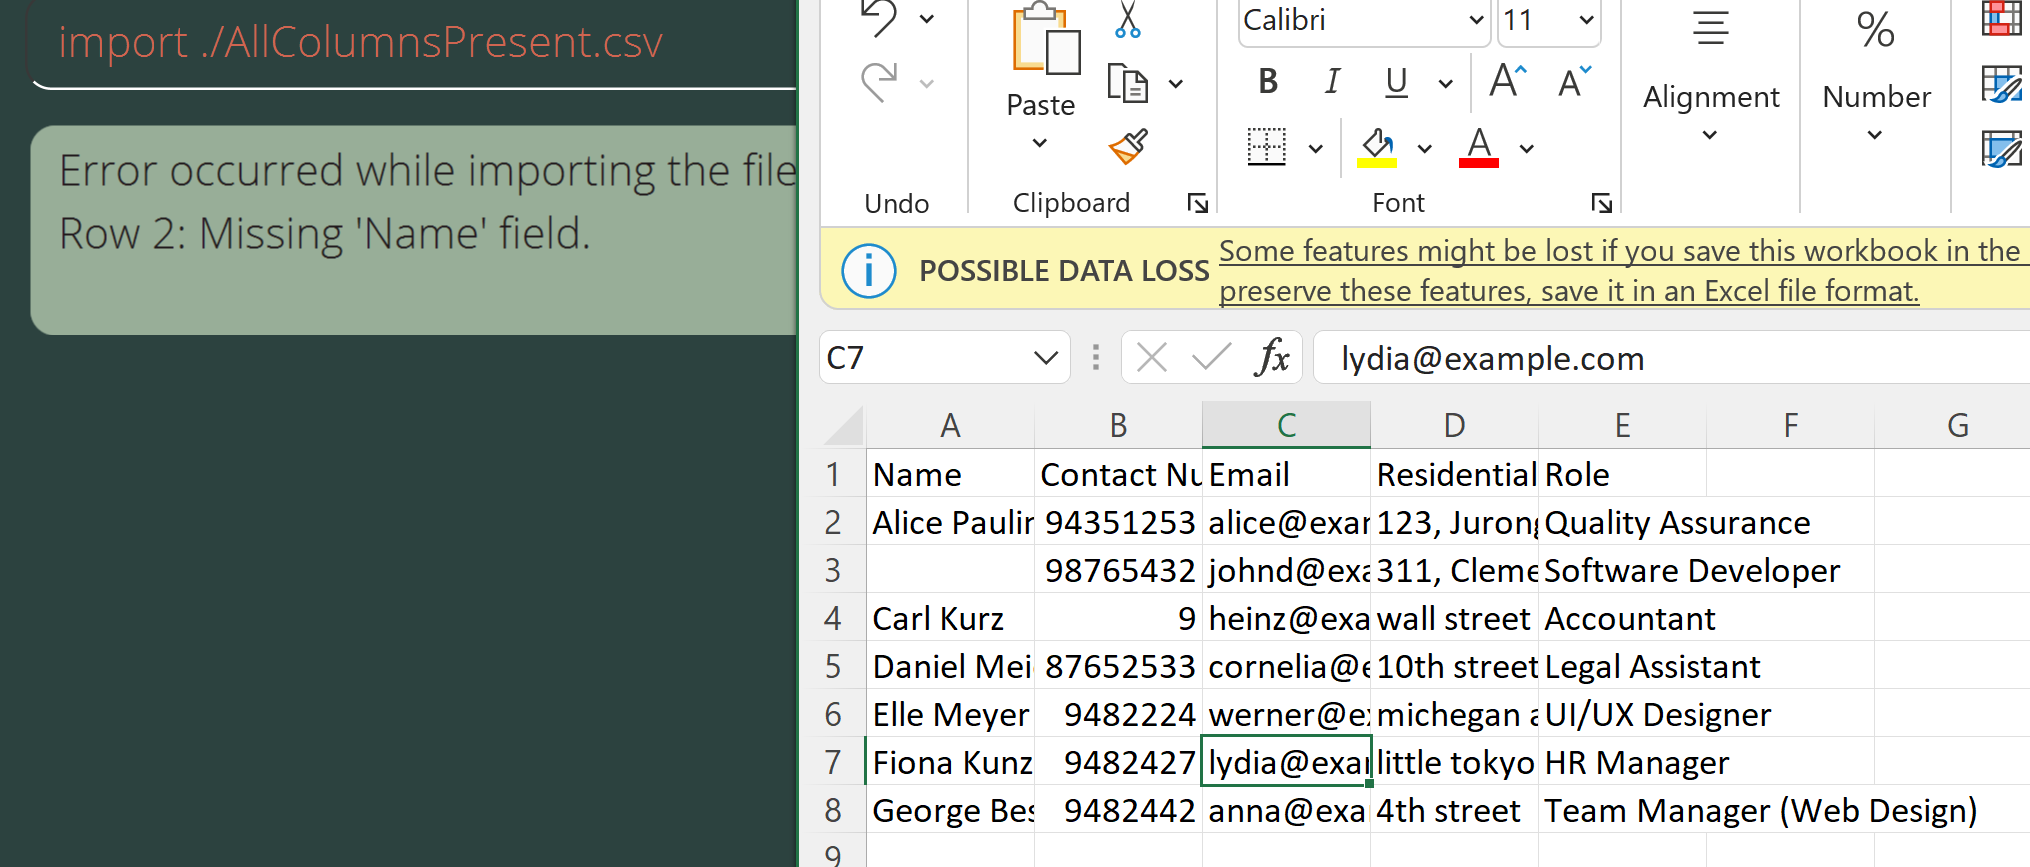 import ./AllColumnsPresent.csv
Error occurred while importing the file
Row 2: Missing 'Name' field.
Calibri
11
Paste
B I U A A
A
Alignment
%
Number
Undo
Clipboard
Font
POSSIBLE DATA LOSS
Some features might be lost if you save this workbook in the
preserve these features, save it in an Excel file format.
C7
fx
lydia@example.com
A B C D E F G
1 Name Contact Nu Email Residential Role
2 Alice Paulin 94351253 alice@exar 123, Jurong Quality Assurance
3 98765432 johnd@exa 311, Cleme Software Developer
4 Carl Kurz 9 heinz@exa wall street Accountant
5 Daniel Mei 87652533 cornelia@e 10th street Legal Assistant
6 Elle Meyer 9482224 werner@ex michegan a UI/UX Designer
7 Fiona Kunz 9482427 lydia@exar little tokyo HR Manager
8 George Bes 9482442 anna@exa 4th street Team Manager (Web Design)
9